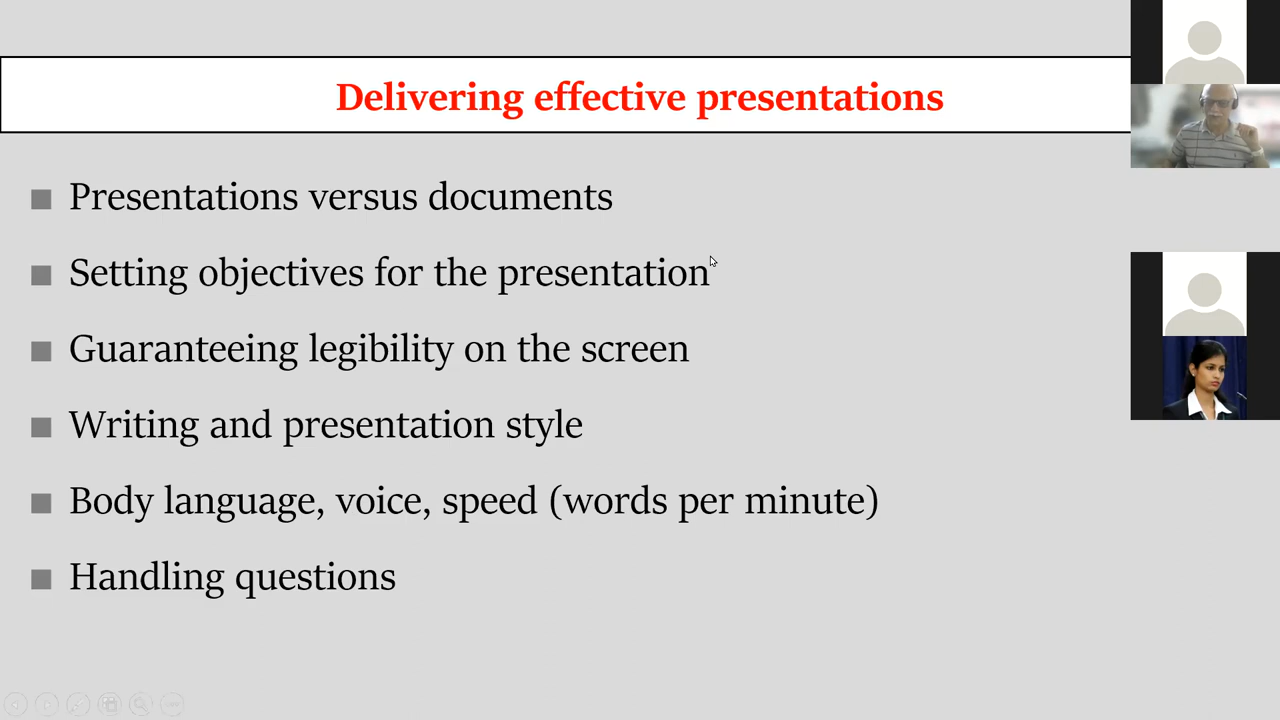 Delivering effective presentations
Presentations versus documents
Setting objectives for the presentation
Guaranteeing legibility on the screen
Writing and presentation style
Body language, voice, speed (words per minute)
Handling questions